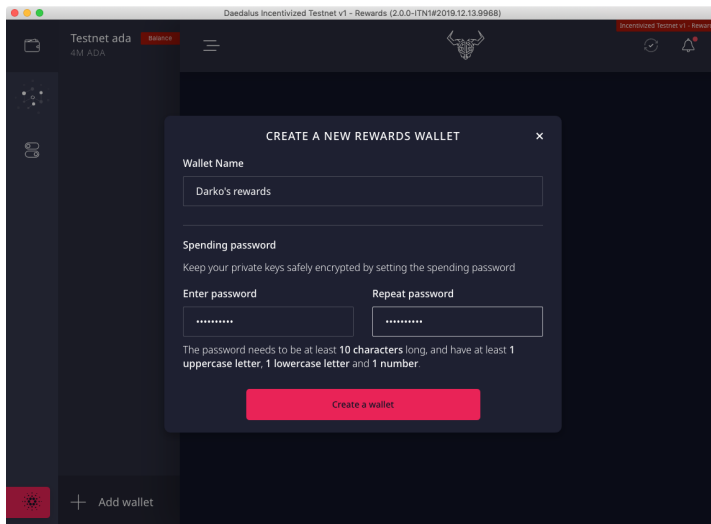 Daedalus Incentivized Testnet v1 - Rewards (2.0.0-ITN1#2019.12.13.9968)
Incentivized Testnet v1 - Rewar
Testnet ada
Balance
4M ADA
CREATE A NEW REWARDS WALLET
Wallet Name
Darko's rewards
Spending password
Keep your private keys safely encrypted by setting the spending password
Enter password Repeat password
•••••••••• ••••••••••
The password needs to be at least 10 characters long, and have at least 1
uppercase letter, 1 lowercase letter and 1 number.
Create a wallet
Add wallet